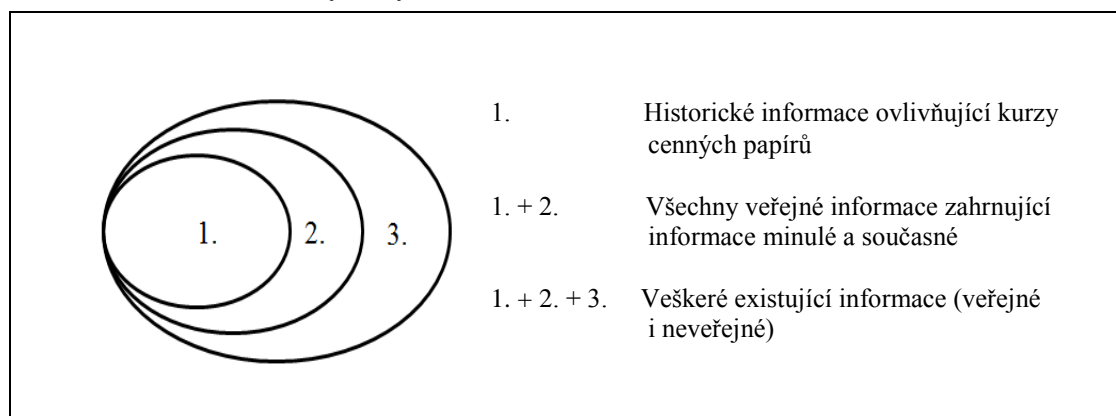 1. 2. 3.
1. Historické informace ovlivňující kurzy
cenných papírů
1. + 2. Všechny veřejné informace zahrnující
informace minulé a současné
1. + 2. + 3. Veškeré existující informace (veřejné
i neveřejné)